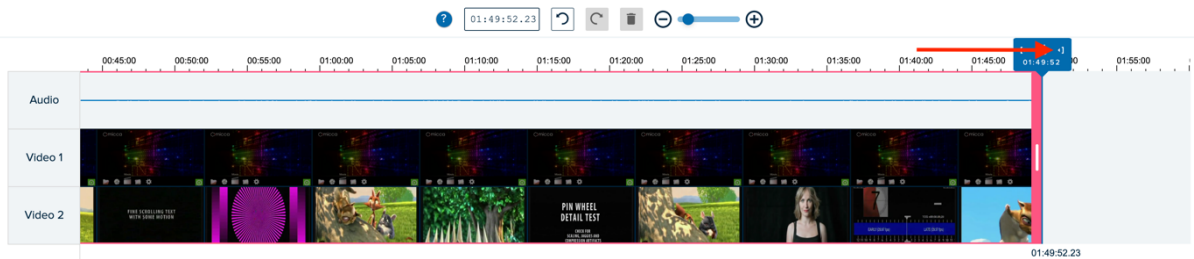 ?
01:49:52.23
01:49:52
00:45:00 00:50:00 00:55:00 01:00:00 01:05:00 01:10:00 01:15:00 01:20:00 01:25:00 01:30:00 01:35:00 01:40:00 01:45:00 01:55:00
Audio
Video 1
Video 2
FINE SCROLLING TEXT
WITH SOME MOTION
PIN WHEEL
DETAIL TEST
01:49:52.23